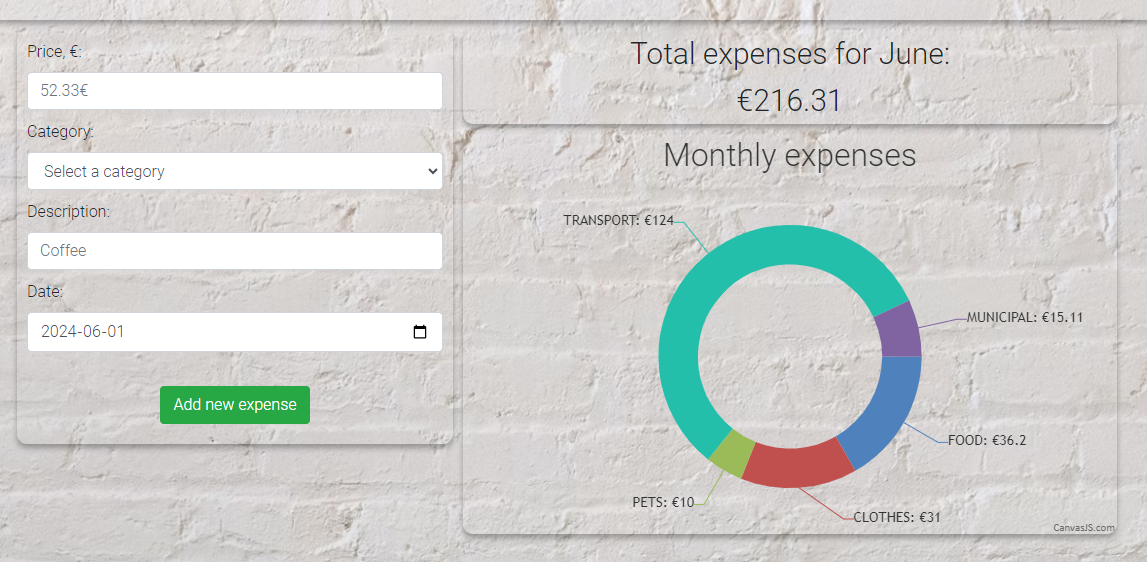 Price, €:
52.33€
Category:
Select a category
Description:
Coffee
Date:
2024-06-01
Add new expense
Total expenses for June:
€216.31
Monthly expenses
TRANSPORT: €124
MUNICIPAL: €15.11
FOOD: €36.2
PETS: €10
CLOTHES: €31
CanvasJS.com